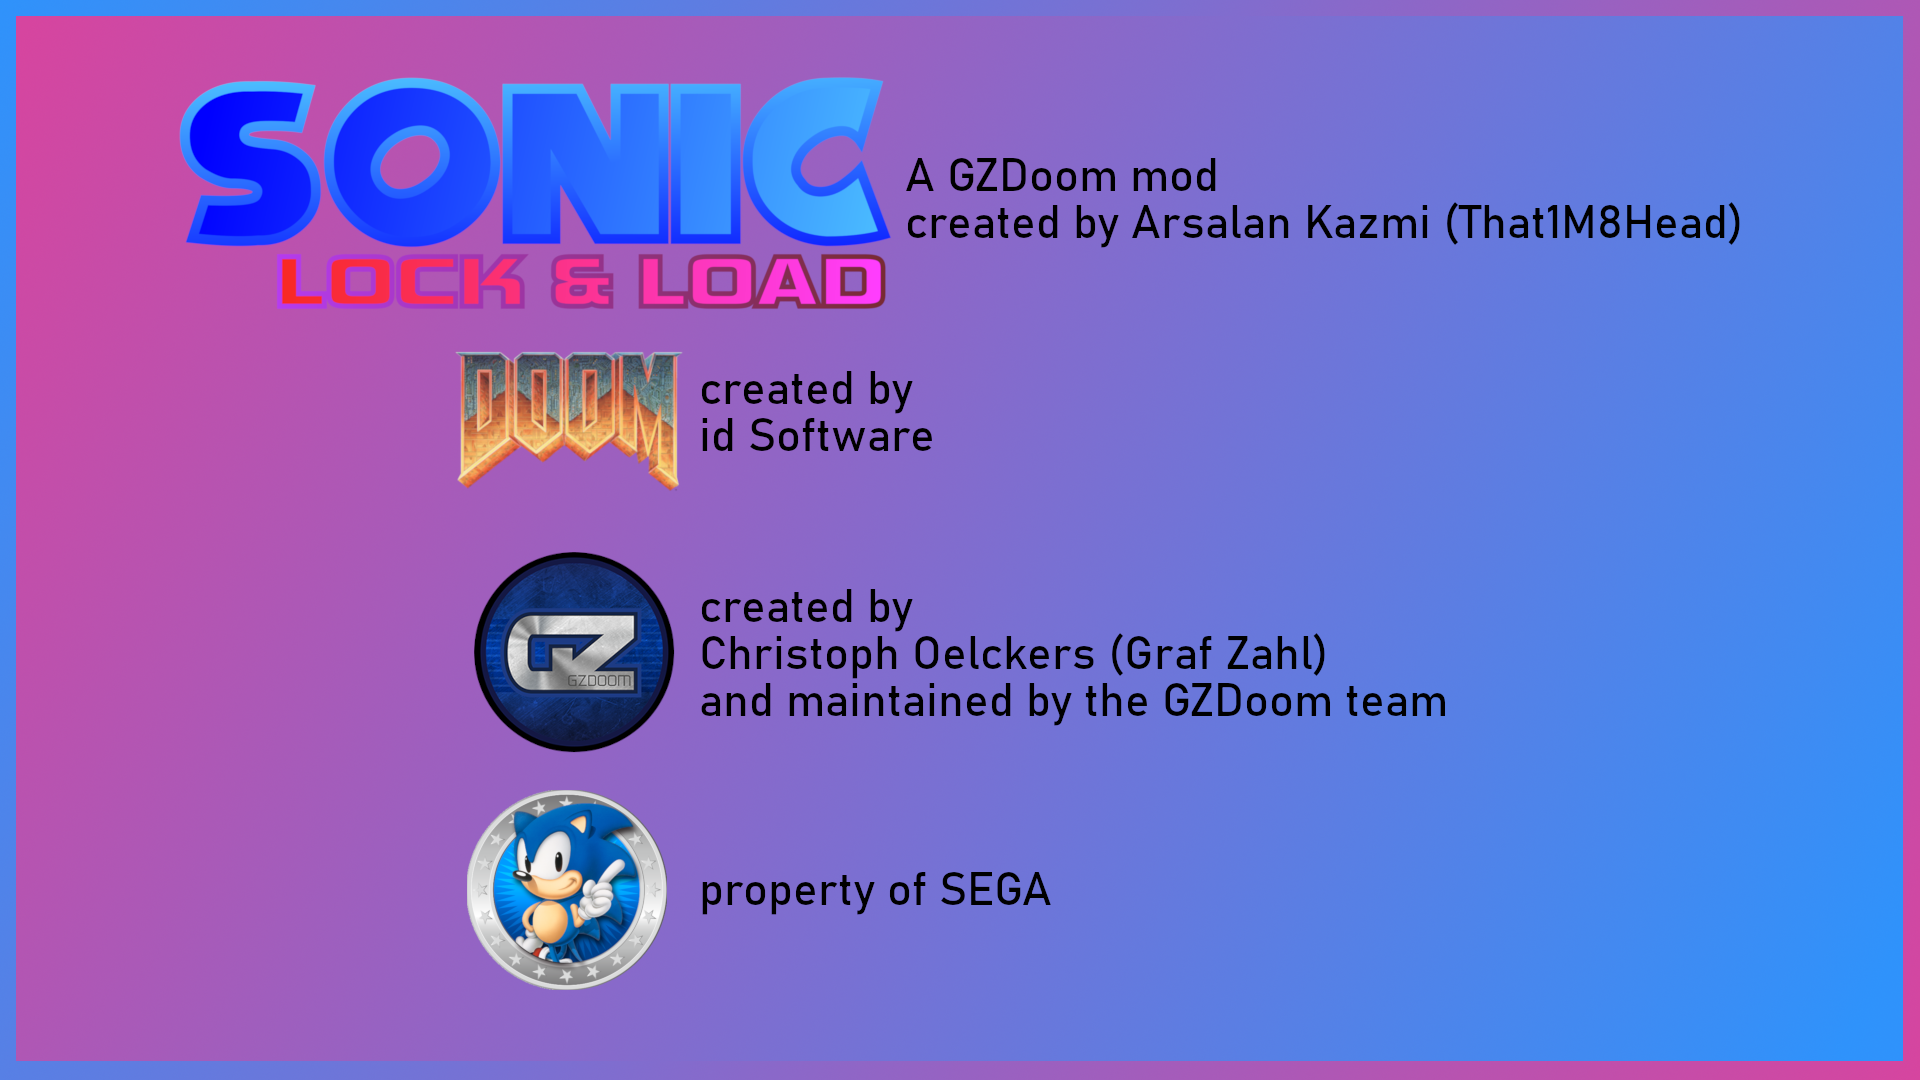 SONIC
LOCK & LOAD
A GZDoom mod
created by Arsalan Kazmi (That1M8Head)
DOOM
created by
id Software
GZ
GZDOOM
created by
Christoph Oelckers (Graf Zahl)
and maintained by the GZDoom team
property of SEGA